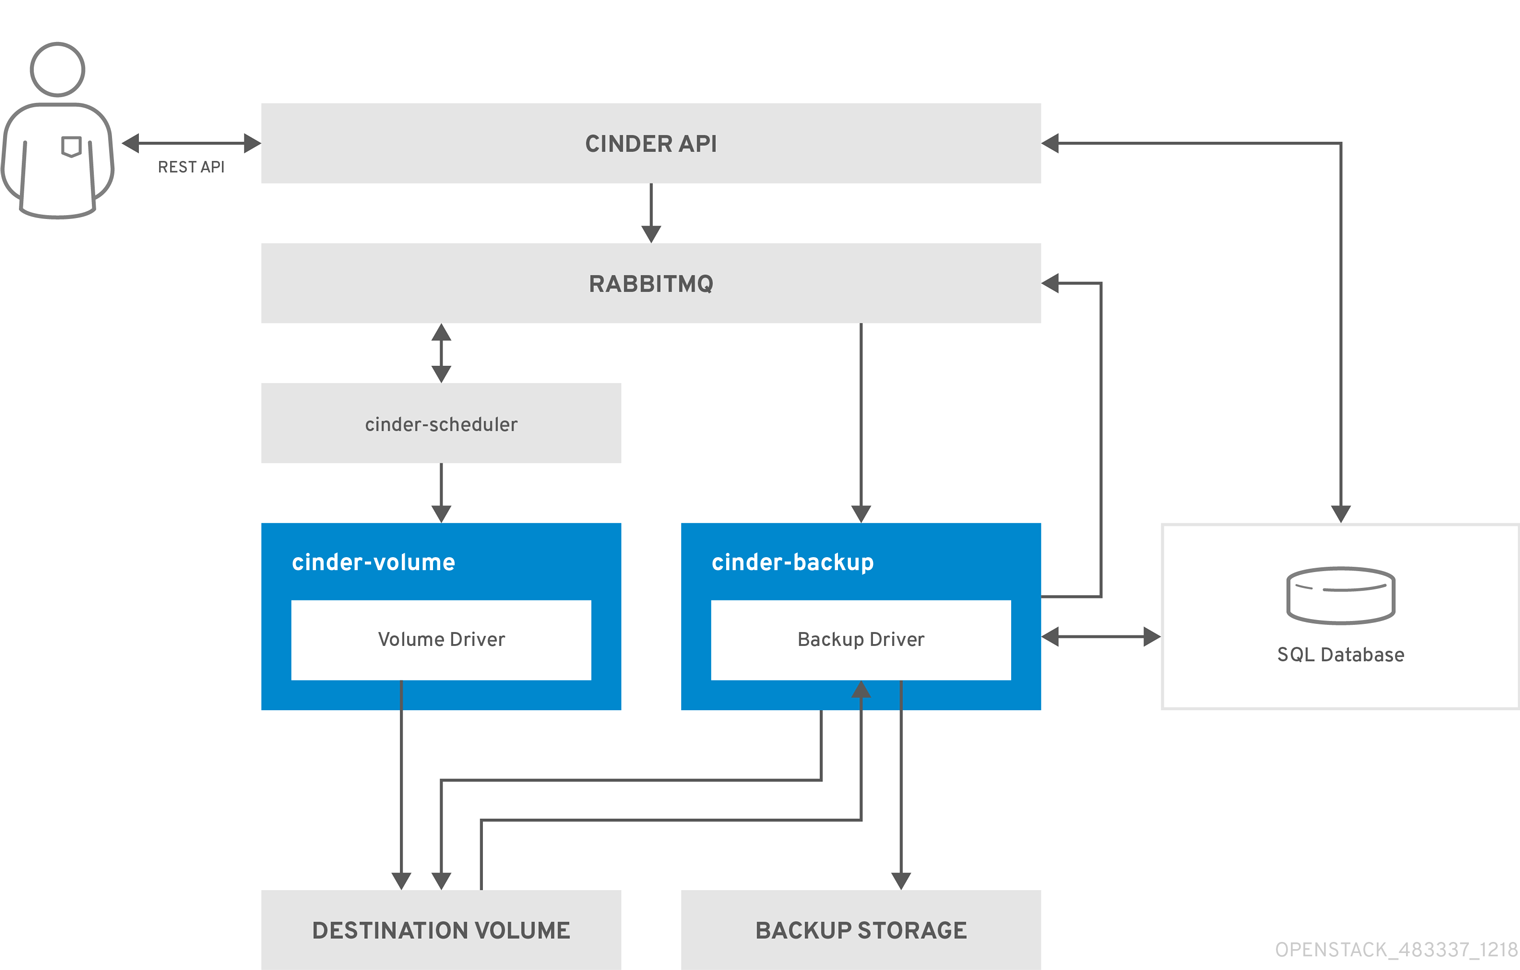 CINDER API
REST API
RABBITMQ
cinder-scheduler
cinder-volume
cinder-backup
Volume Driver
Backup Driver
SQL Database
DESTINATION VOLUME
BACKUP STORAGE
OPENSTACK_483337_1218